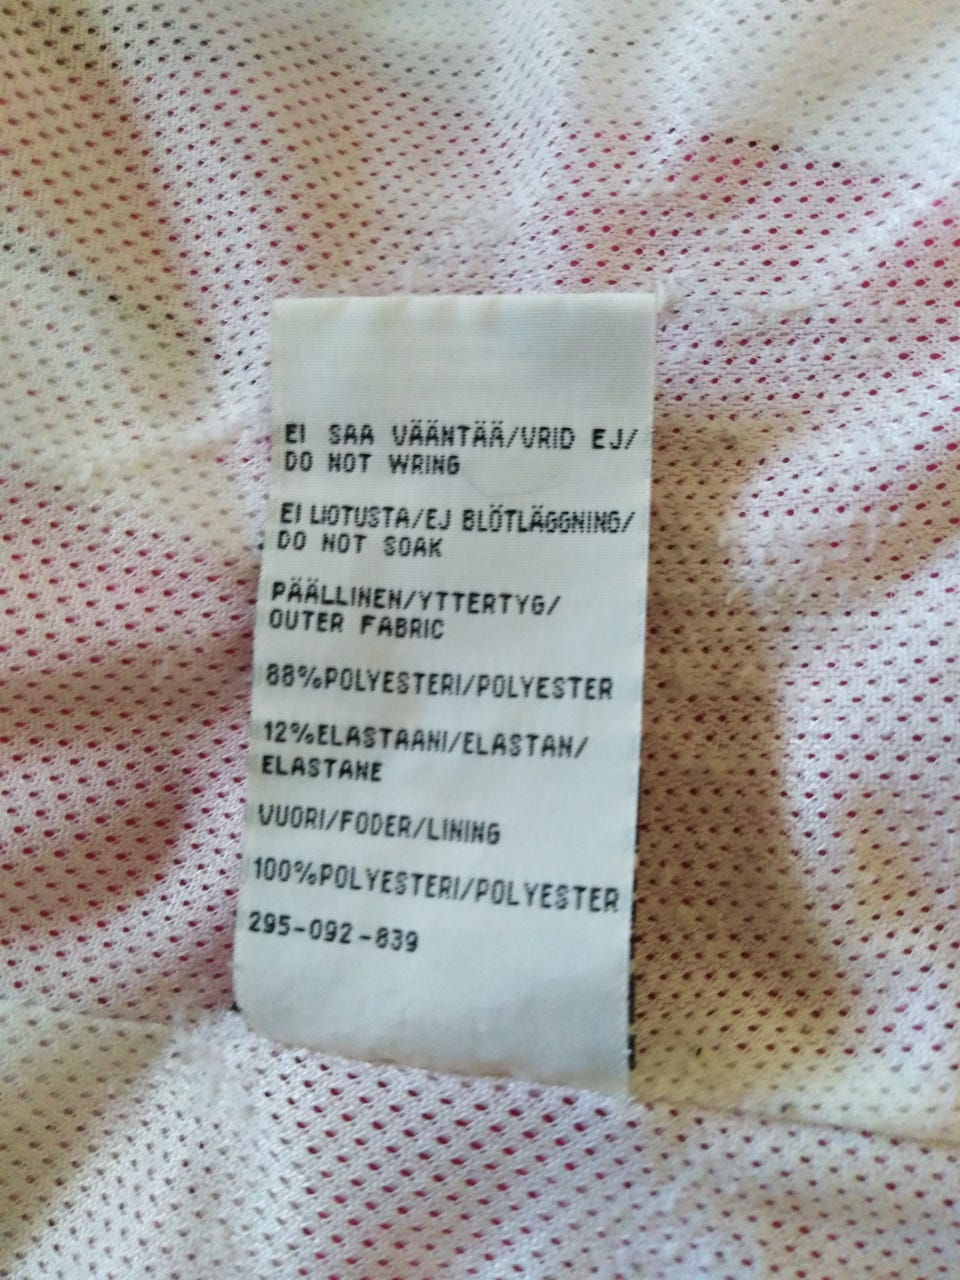 EI SAA VÄÄNTÄÄ/VRID EJ/
DO NOT WRING
EI LIOTUSTA/EJ BLÖTLÄGGNING/
DO NOT SOAK
PÄÄLLINEN/YTTERTYG/
OUTER FABRIC
88%POLYESTERI/POLYESTER
12%ELASTAANI/ELASTAN/
ELASTANE
VUORI/FODER/LINING
100%POLYESTERI/POLYESTER
295-092-839